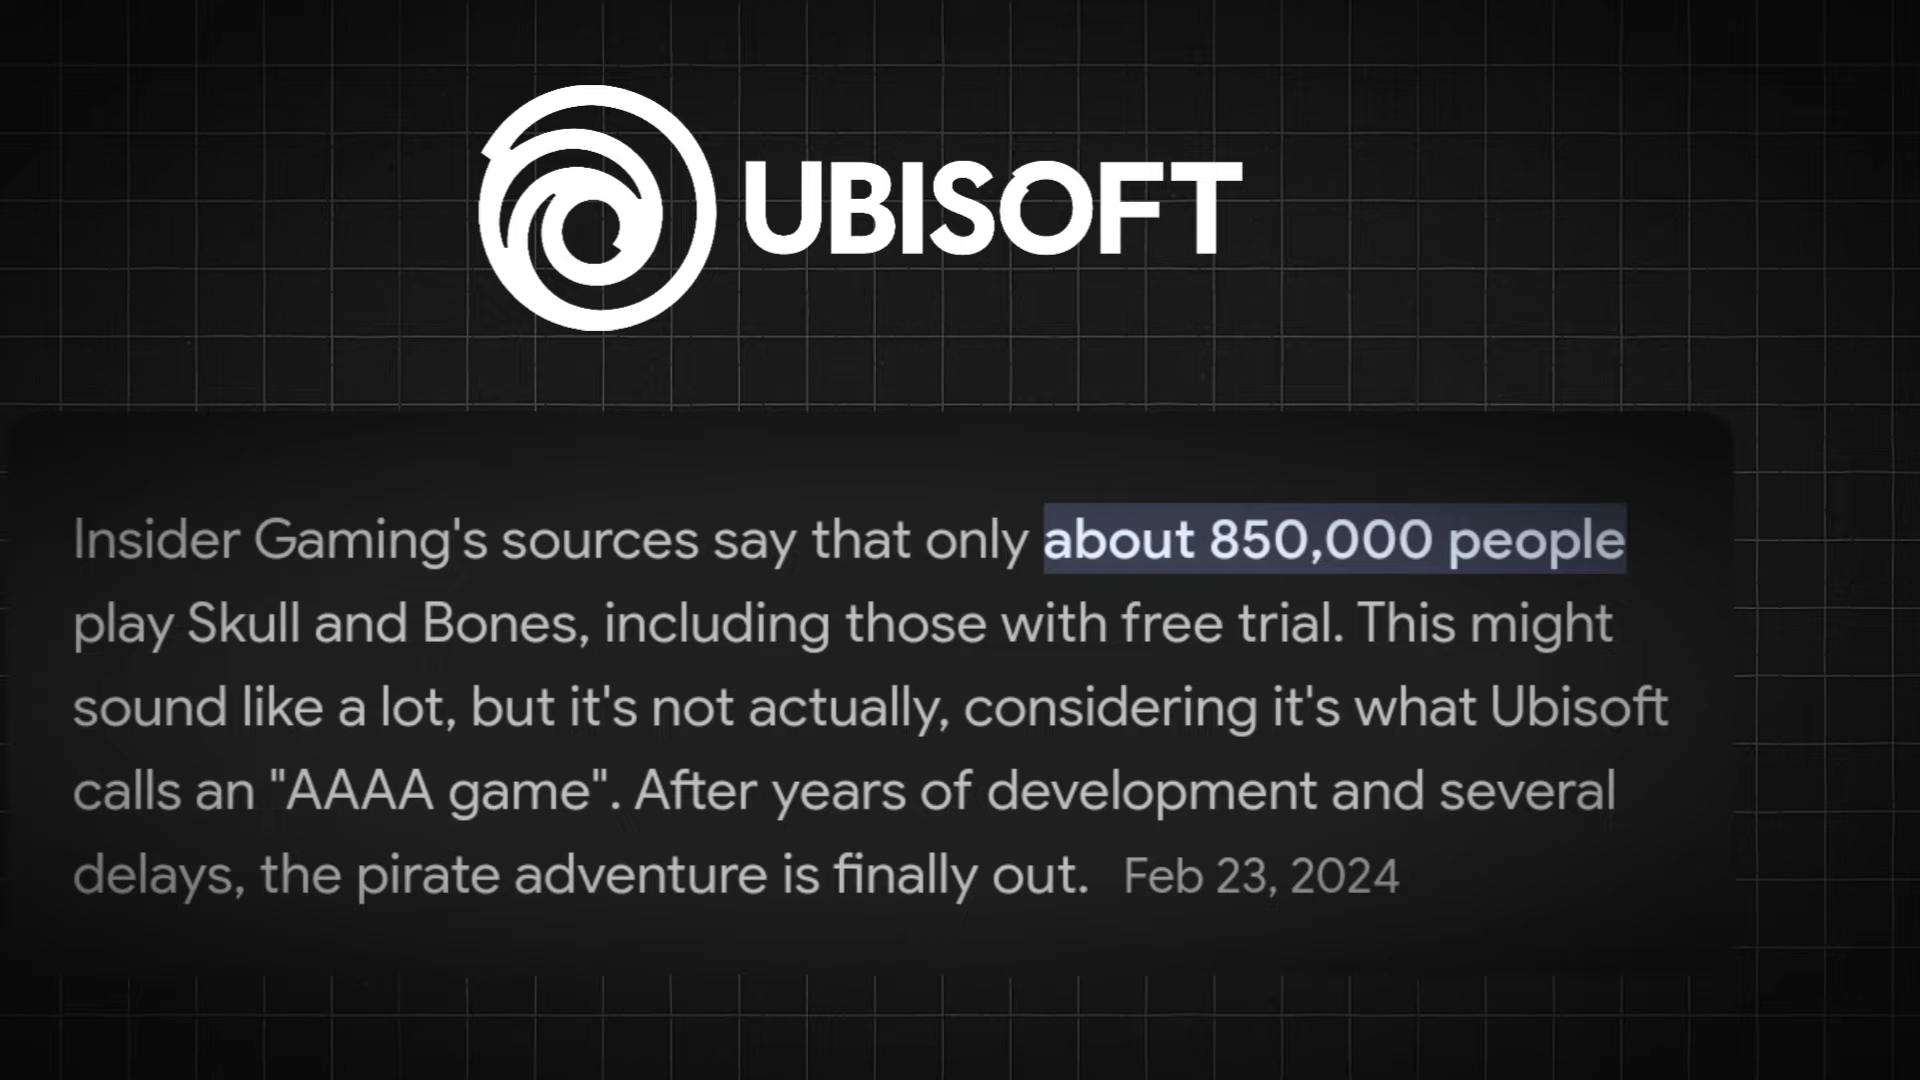 UBISOFT
Insider Gaming's sources say that only about 850,000 people
play Skull and Bones, including those with free trial. This might
sound like a lot, but it's not actually, considering it's what Ubisoft
calls an "AAAA game". After years of development and several
delays, the pirate adventure is finally out. Feb 23, 2024